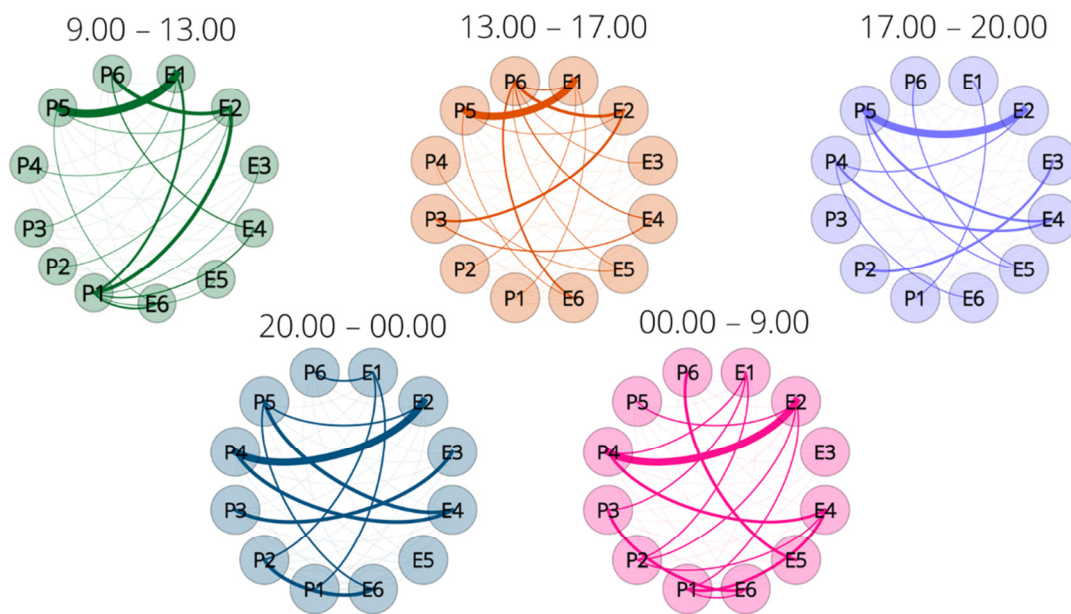 9.00 – 13.00
P6 E1
P5 E2
P4 E3
P3 E4
P2 E5
P1 E6
13.00 – 17.00
P6 E1
P5 E2
P4 E3
P3 E4
P2 E5
P1 E6
17.00 – 20.00
P6 E1
P5 E2
P4 E3
P3 E4
P2 E5
P1 E6
20.00 – 00.00
P6 E1
P5 E2
P4 E3
P3 E4
P2 E5
P1 E6
00.00 – 9.00
P6 E1
P5 E2
P4 E3
P3 E4
P2 E5
P1 E6